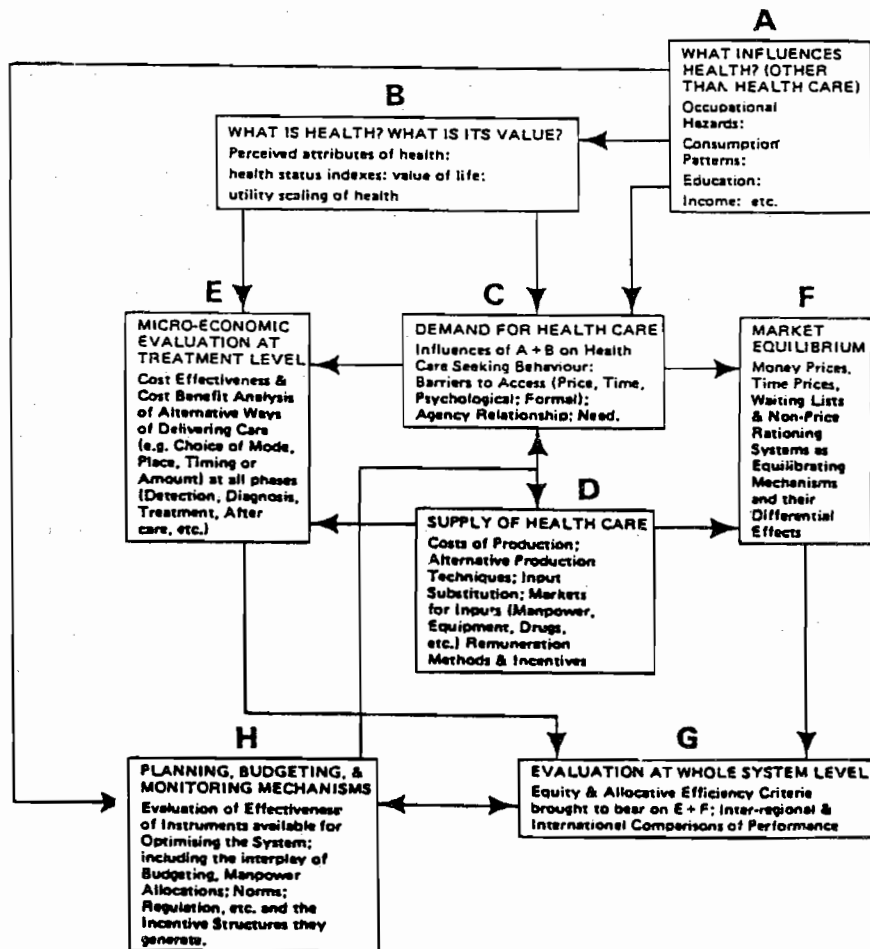 A
WHAT INFLUENCES
HEALTH? (OTHER
THAN HEALTH CARE)
Occupational
Hazards:
Consumption
Patterns:
Education:
Income: etc.
B
WHAT IS HEALTH? WHAT IS ITS VALUE?
Perceived attributes of health:
health status indexes: value of life:
utility scaling of health
E
MICRO-ECONOMIC
EVALUATION AT
TREATMENT LEVEL
Cost Effectiveness &
Cost Benefit Analysis
of Alternative Ways
of Delivering Care
(e.g. Choice of Mode,
Place, Timing or
Amount) at all phases
(Detection, Diagnosis,
Treatment, After
care, etc.)
C
DEMAND FOR HEALTH CARE
Influences of A + B on Health
Care Seeking Behaviour:
Barriers to Access (Price, Time,
Psychological; Formal);
Agency Relationship; Need.
F
MARKET
EQUILIBRIUM
Money Prices,
Time Prices,
Waiting Lists
& Non-Price
Rationing
Systems as
Equilibrating
Mechanisms
and their
Differential
Effects
D
SUPPLY OF HEALTH CARE
Costs of Production;
Alternative Production
Techniques; Input
Substitution; Markets
for Inputs (Manpower,
Equipment, Drugs,
etc.) Remuneration
Methods & Incentives
H
PLANNING, BUDGETING, &
MONITORING MECHANISMS
Evaluation of Effectiveness
of Instruments available for
Optimising the System;
including the interplay of
Budgeting, Manpower
Allocations; Norms;
Regulation, etc. and the
Incentive Structures they
generate.
G
EVALUATION AT WHOLE SYSTEM LEVEL
Equity & Allocative Efficiency Criteria
brought to bear on E + F; Inter-regional &
International Comparisons of Performance